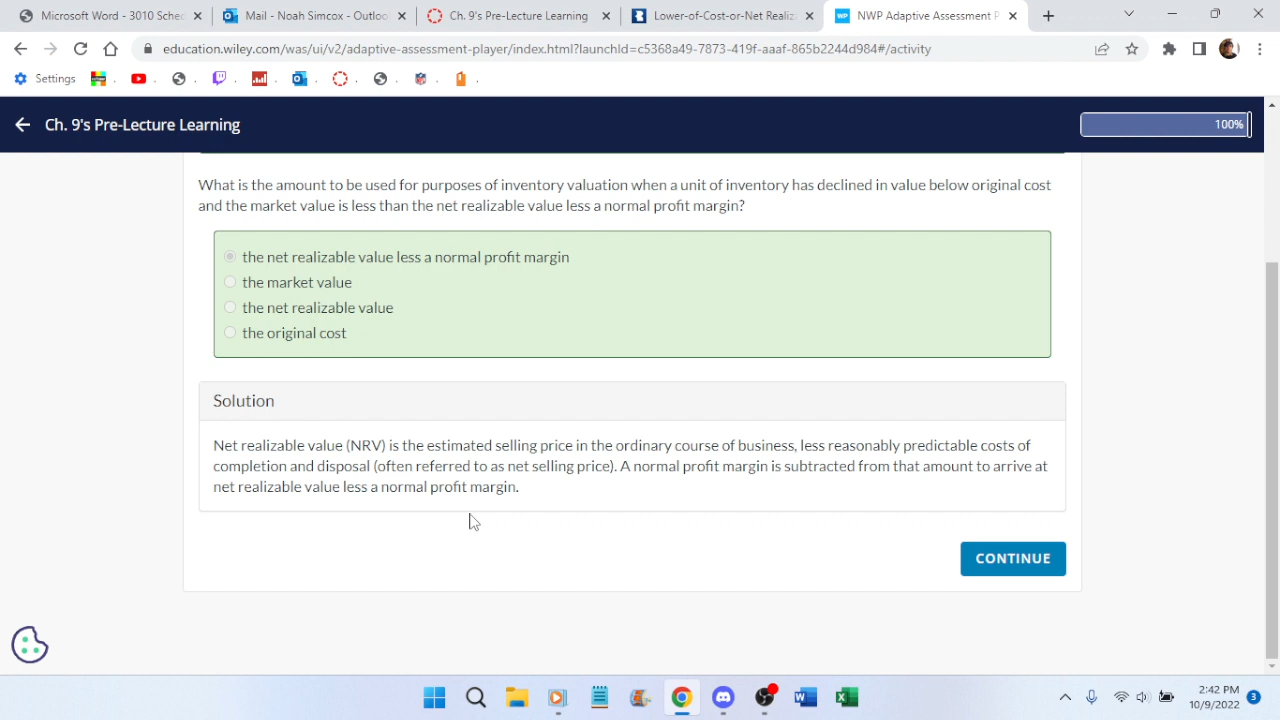 Microsoft Word - 3010 Sched
Mail - Noah Simcox - Outloo
Ch. 9's Pre-Lecture Learning
Lower-of-Cost-or-Net Realiza
NWP Adaptive Assessment P
education.wiley.com/was/ui/v2/adaptive-assessment-player/index.html?launchId=c5368a49-7873-419f-aaaf-865b2244d984#/activity
Settings
Ch. 9's Pre-Lecture Learning
100%
What is the amount to be used for purposes of inventory valuation when a unit of inventory has declined in value below original cost
and the market value is less than the net realizable value less a normal profit margin?
the net realizable value less a normal profit margin
the market value
the net realizable value
the original cost
Solution
Net realizable value (NRV) is the estimated selling price in the ordinary course of business, less reasonably predictable costs of
completion and disposal (often referred to as net selling price). A normal profit margin is subtracted from that amount to arrive at
net realizable value less a normal profit margin.
CONTINUE
2:42 PM
10/9/2022
3